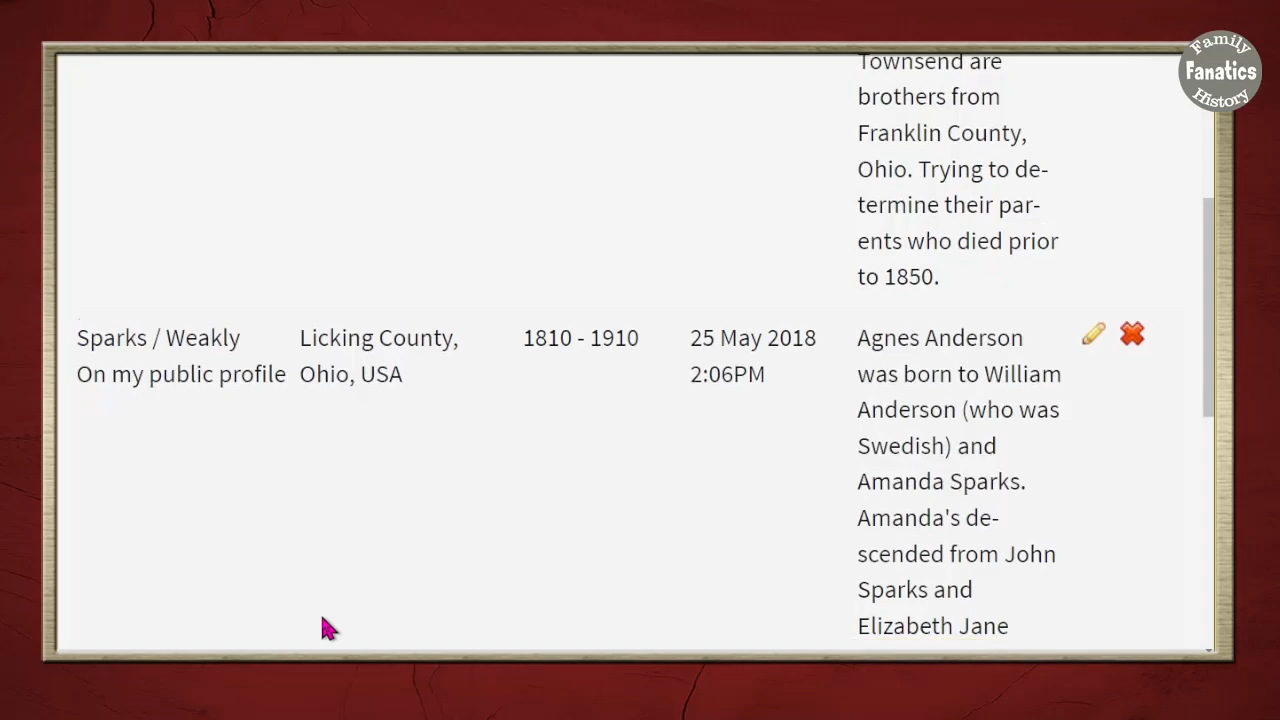 Family
Fanatics
History
Townsend are
brothers from
Franklin County,
Ohio. Trying to de-
termine their par-
ents who died prior
to 1850.
Sparks / Weakly
On my public profile
Licking County,
Ohio, USA
1810 - 1910
25 May 2018
2:06PM
Agnes Anderson
was born to William
Anderson (who was
Swedish) and
Amanda Sparks.
Amanda's de-
scended from John
Sparks and
Elizabeth Jane